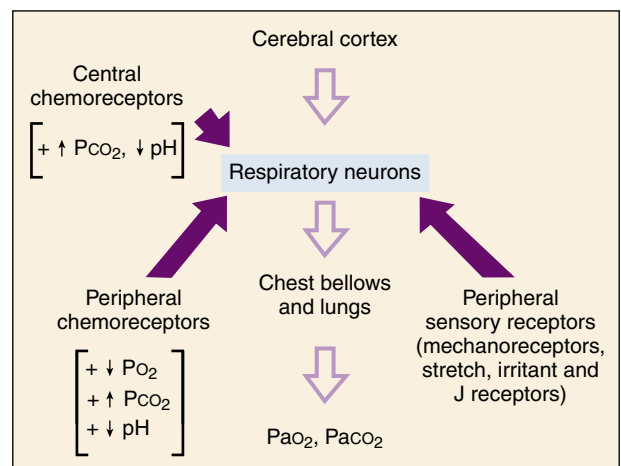 Cerebral cortex
Central
chemoreceptors
+ ↑ PCO₂, ↓ pH
Respiratory neurons
Chest bellows
and lungs
Peripheral
chemoreceptors
+ ↓ PO₂
+ ↑ PCO₂
+ ↓ pH
Peripheral
sensory receptors
(mechanoreceptors,
stretch, irritant and
J receptors)
PaO₂, PaCO₂